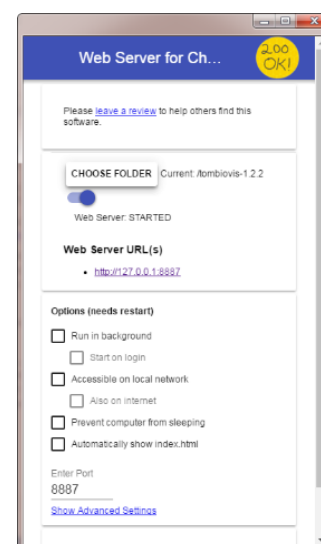 Web Server for Ch...
200
OK!
Please leave a review to help others find this
software.
CHOOSE FOLDER Current: /tombiovis-1.2.2
Web Server: STARTED
Web Server URL(s)
http://127.0.0.1:8887
Options (needs restart)
Run in background
Start on login
Accessible on local network
Also on internet
Prevent computer from sleeping
Automatically show index.html
Enter Port
8887
Show Advanced Settings